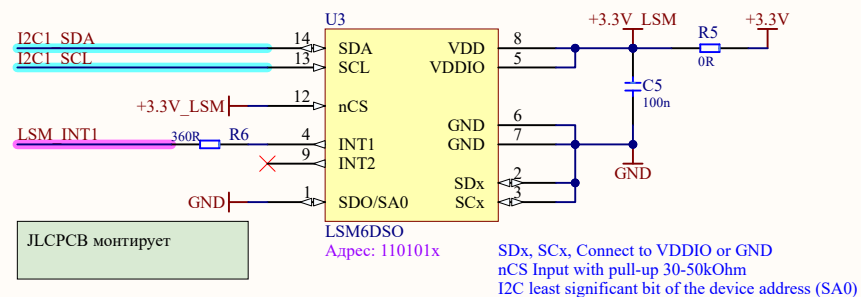 U3
+3.3V_LSM
+3.3V
I2C1_SDA
14
SDA
VDD
8
R5
I2C1_SCL
13
SCL
VDDIO
5
0R
C5
100n
+3.3V_LSM
12
nCS
GND
6
LSM_INT1
360R
R6
4
INT1
GND
7
9
INT2
GND
SDx
2
GND
1
SDO/SA0
SCx
3
LSM6DSO
JLCPCB монтирует
Адрес: 110101x
SDx, SCx, Connect to VDDIO or GND
nCS Input with pull-up 30-50kOhm
I2C least significant bit of the device address (SA0)